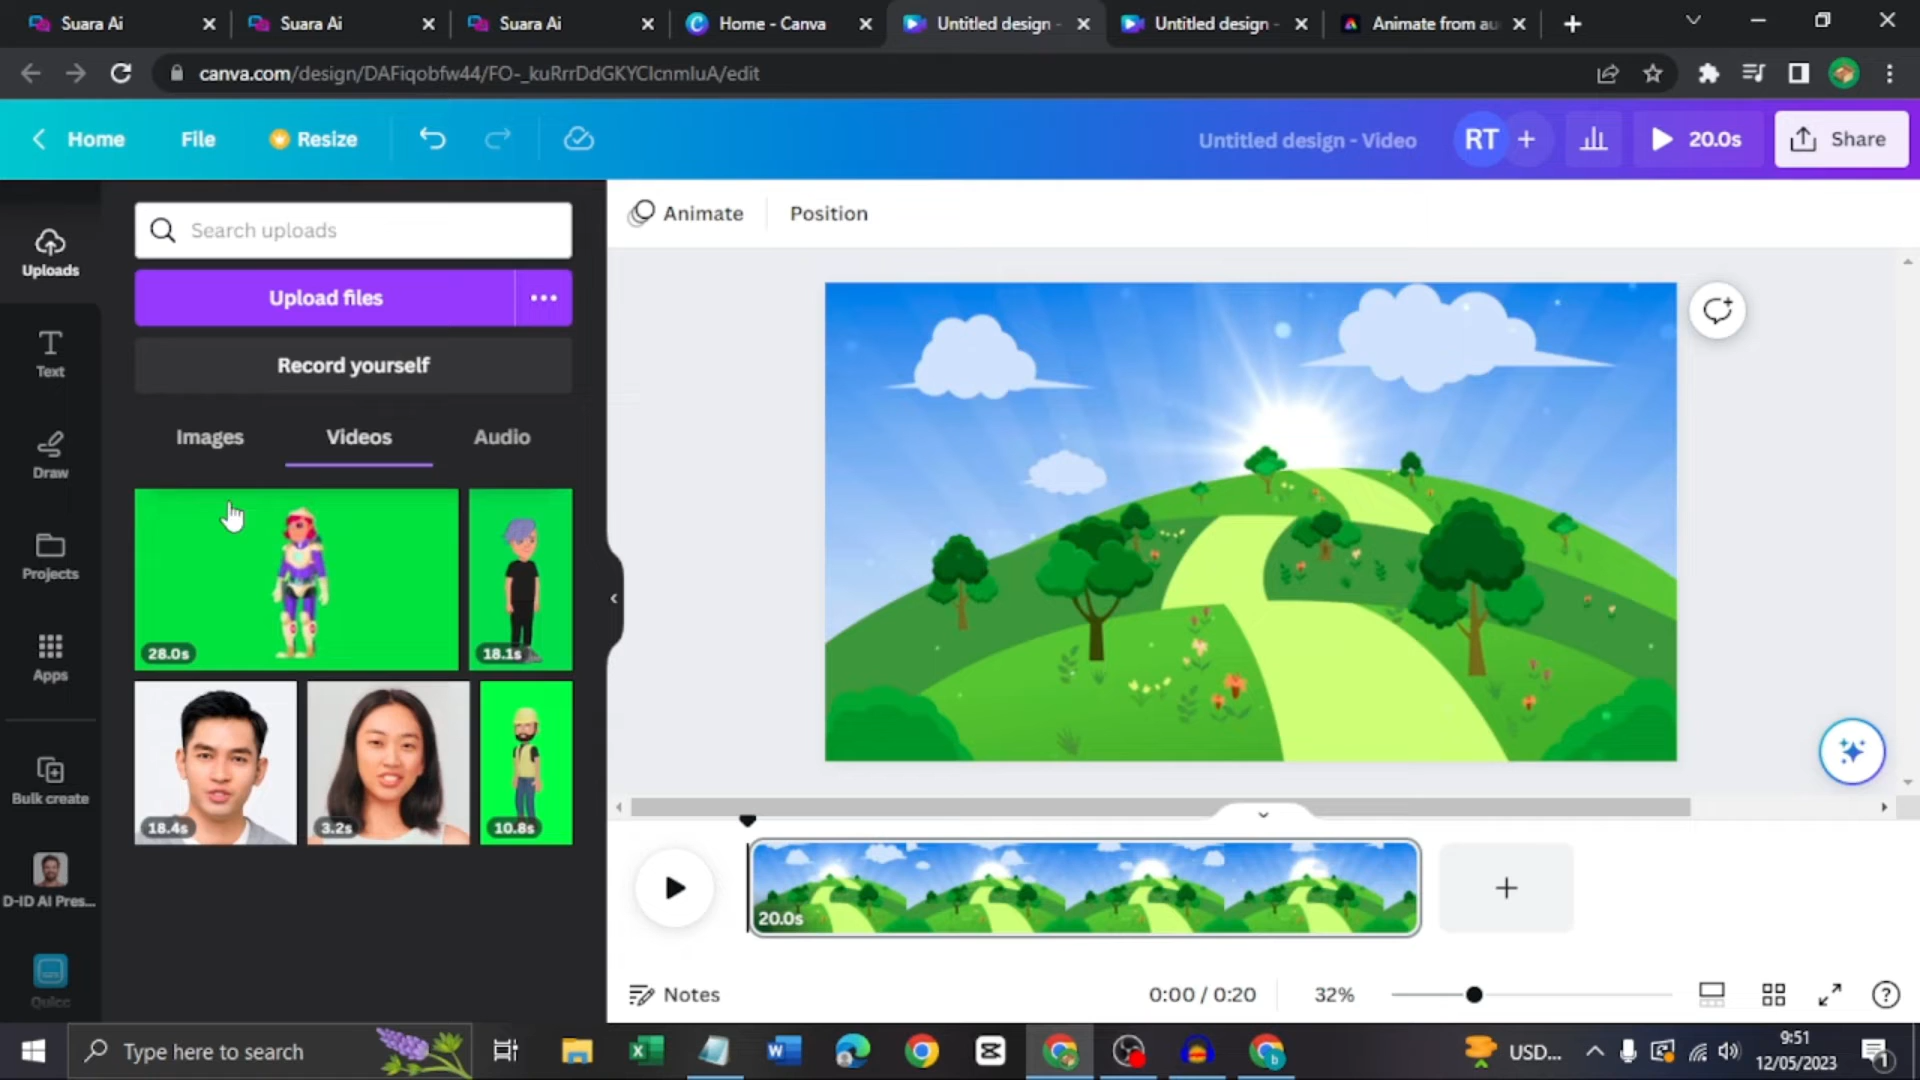 Suara Ai
Suara Ai
Suara Ai
Home - Canva
Untitled design -
Untitled design -
Animate from au
canva.com/design/DAFiqobfw44/FO-_kuRrrDdGKYClcnmluA/edit
Home
File
Resize
Untitled design - Video
RT
20.0s
Share
Uploads
Text
Draw
Projects
Apps
Bulk create
D-ID AI Pres...
Quicc
Search uploads
Upload files
Record yourself
Images
Videos
Audio
28.0s
18.1s
18.4s
3.2s
10.8s
Animate
Position
20.0s
Notes
0:00 / 0:20
32%
Type here to search
USD...
9:51
12/05/2023
1